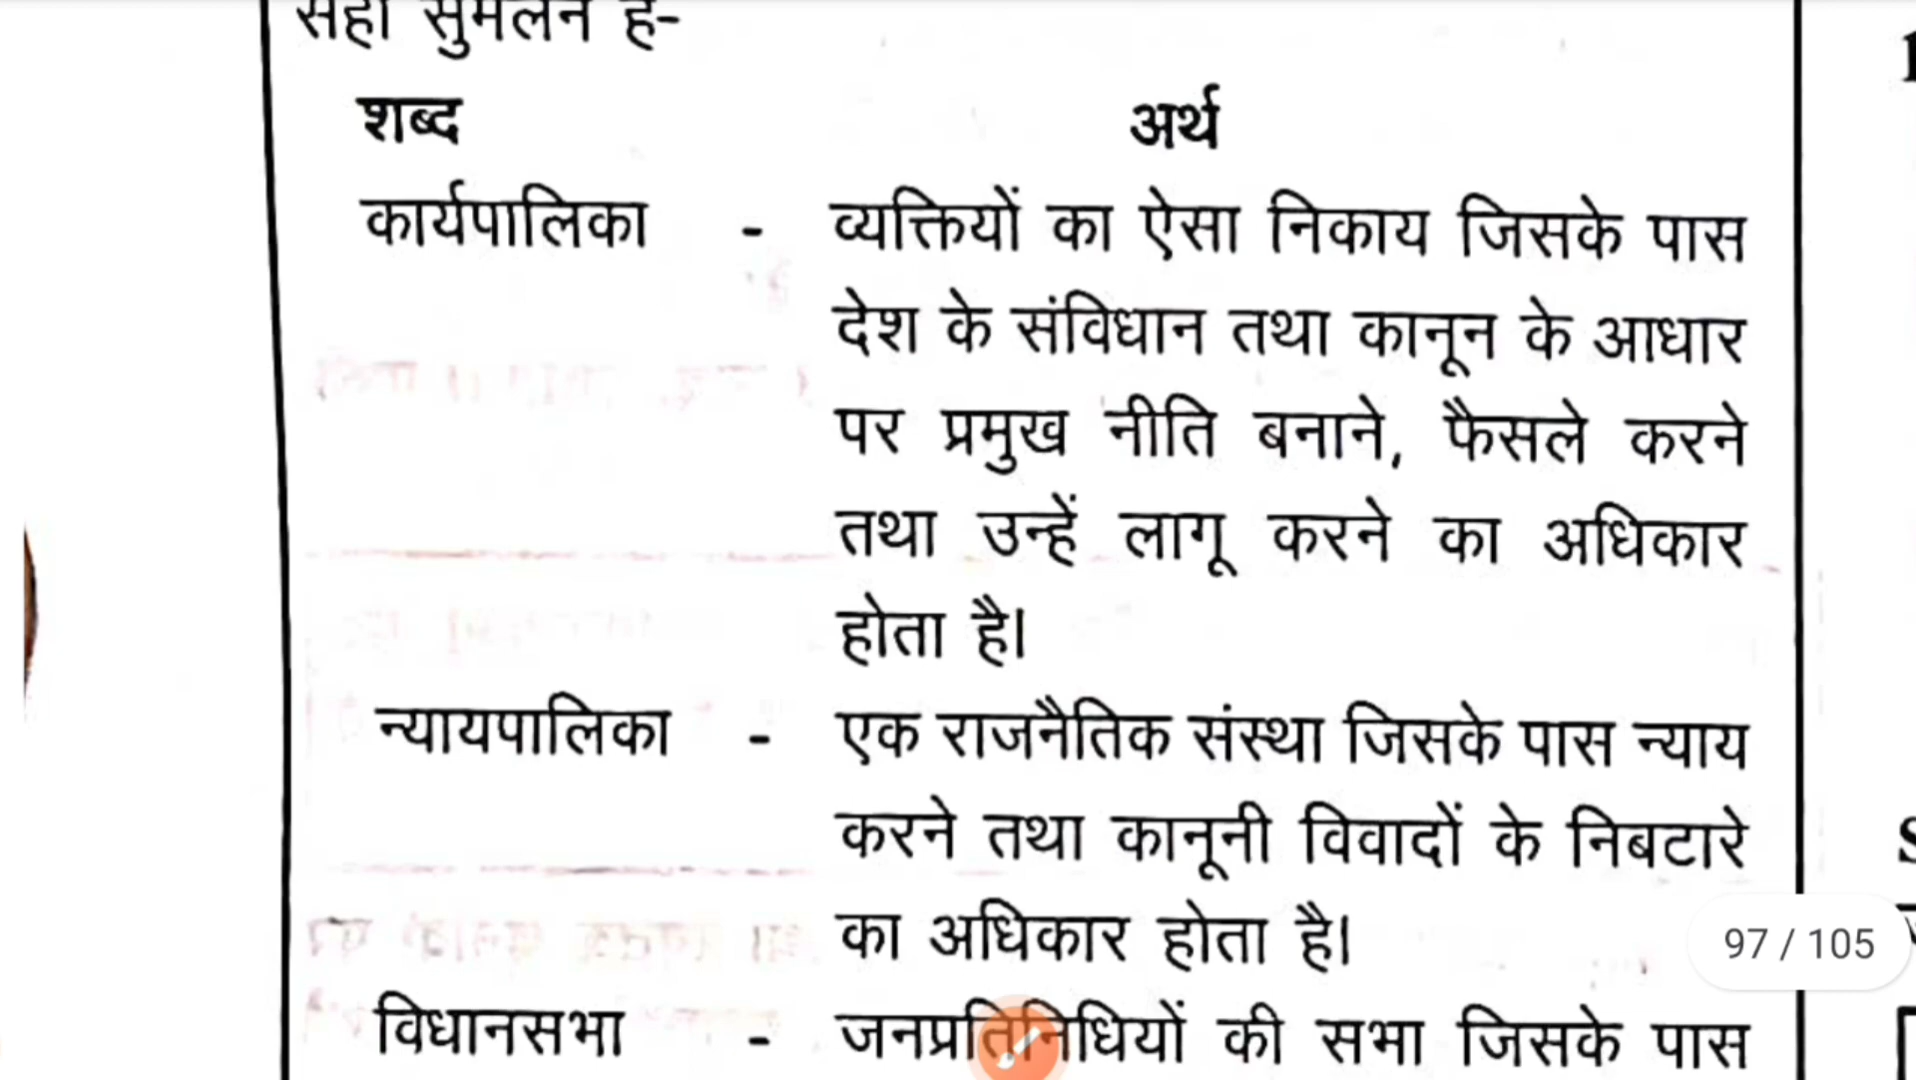 सही सुमेलन है-
शब्द अर्थ
कार्यपालिका - व्यक्तियों का ऐसा निकाय जिसके पास
देश के संविधान तथा कानून के आधार
पर प्रमुख नीति बनाने, फैसले करने
तथा उन्हें लागू करने का अधिकार
होता है।
न्यायपालिका - एक राजनैतिक संस्था जिसके पास न्याय
करने तथा कानूनी विवादों के निबटारे
का अधिकार होता है।
97 / 105
विधानसभा - जनप्रतिनिधियों की सभा जिसके पास